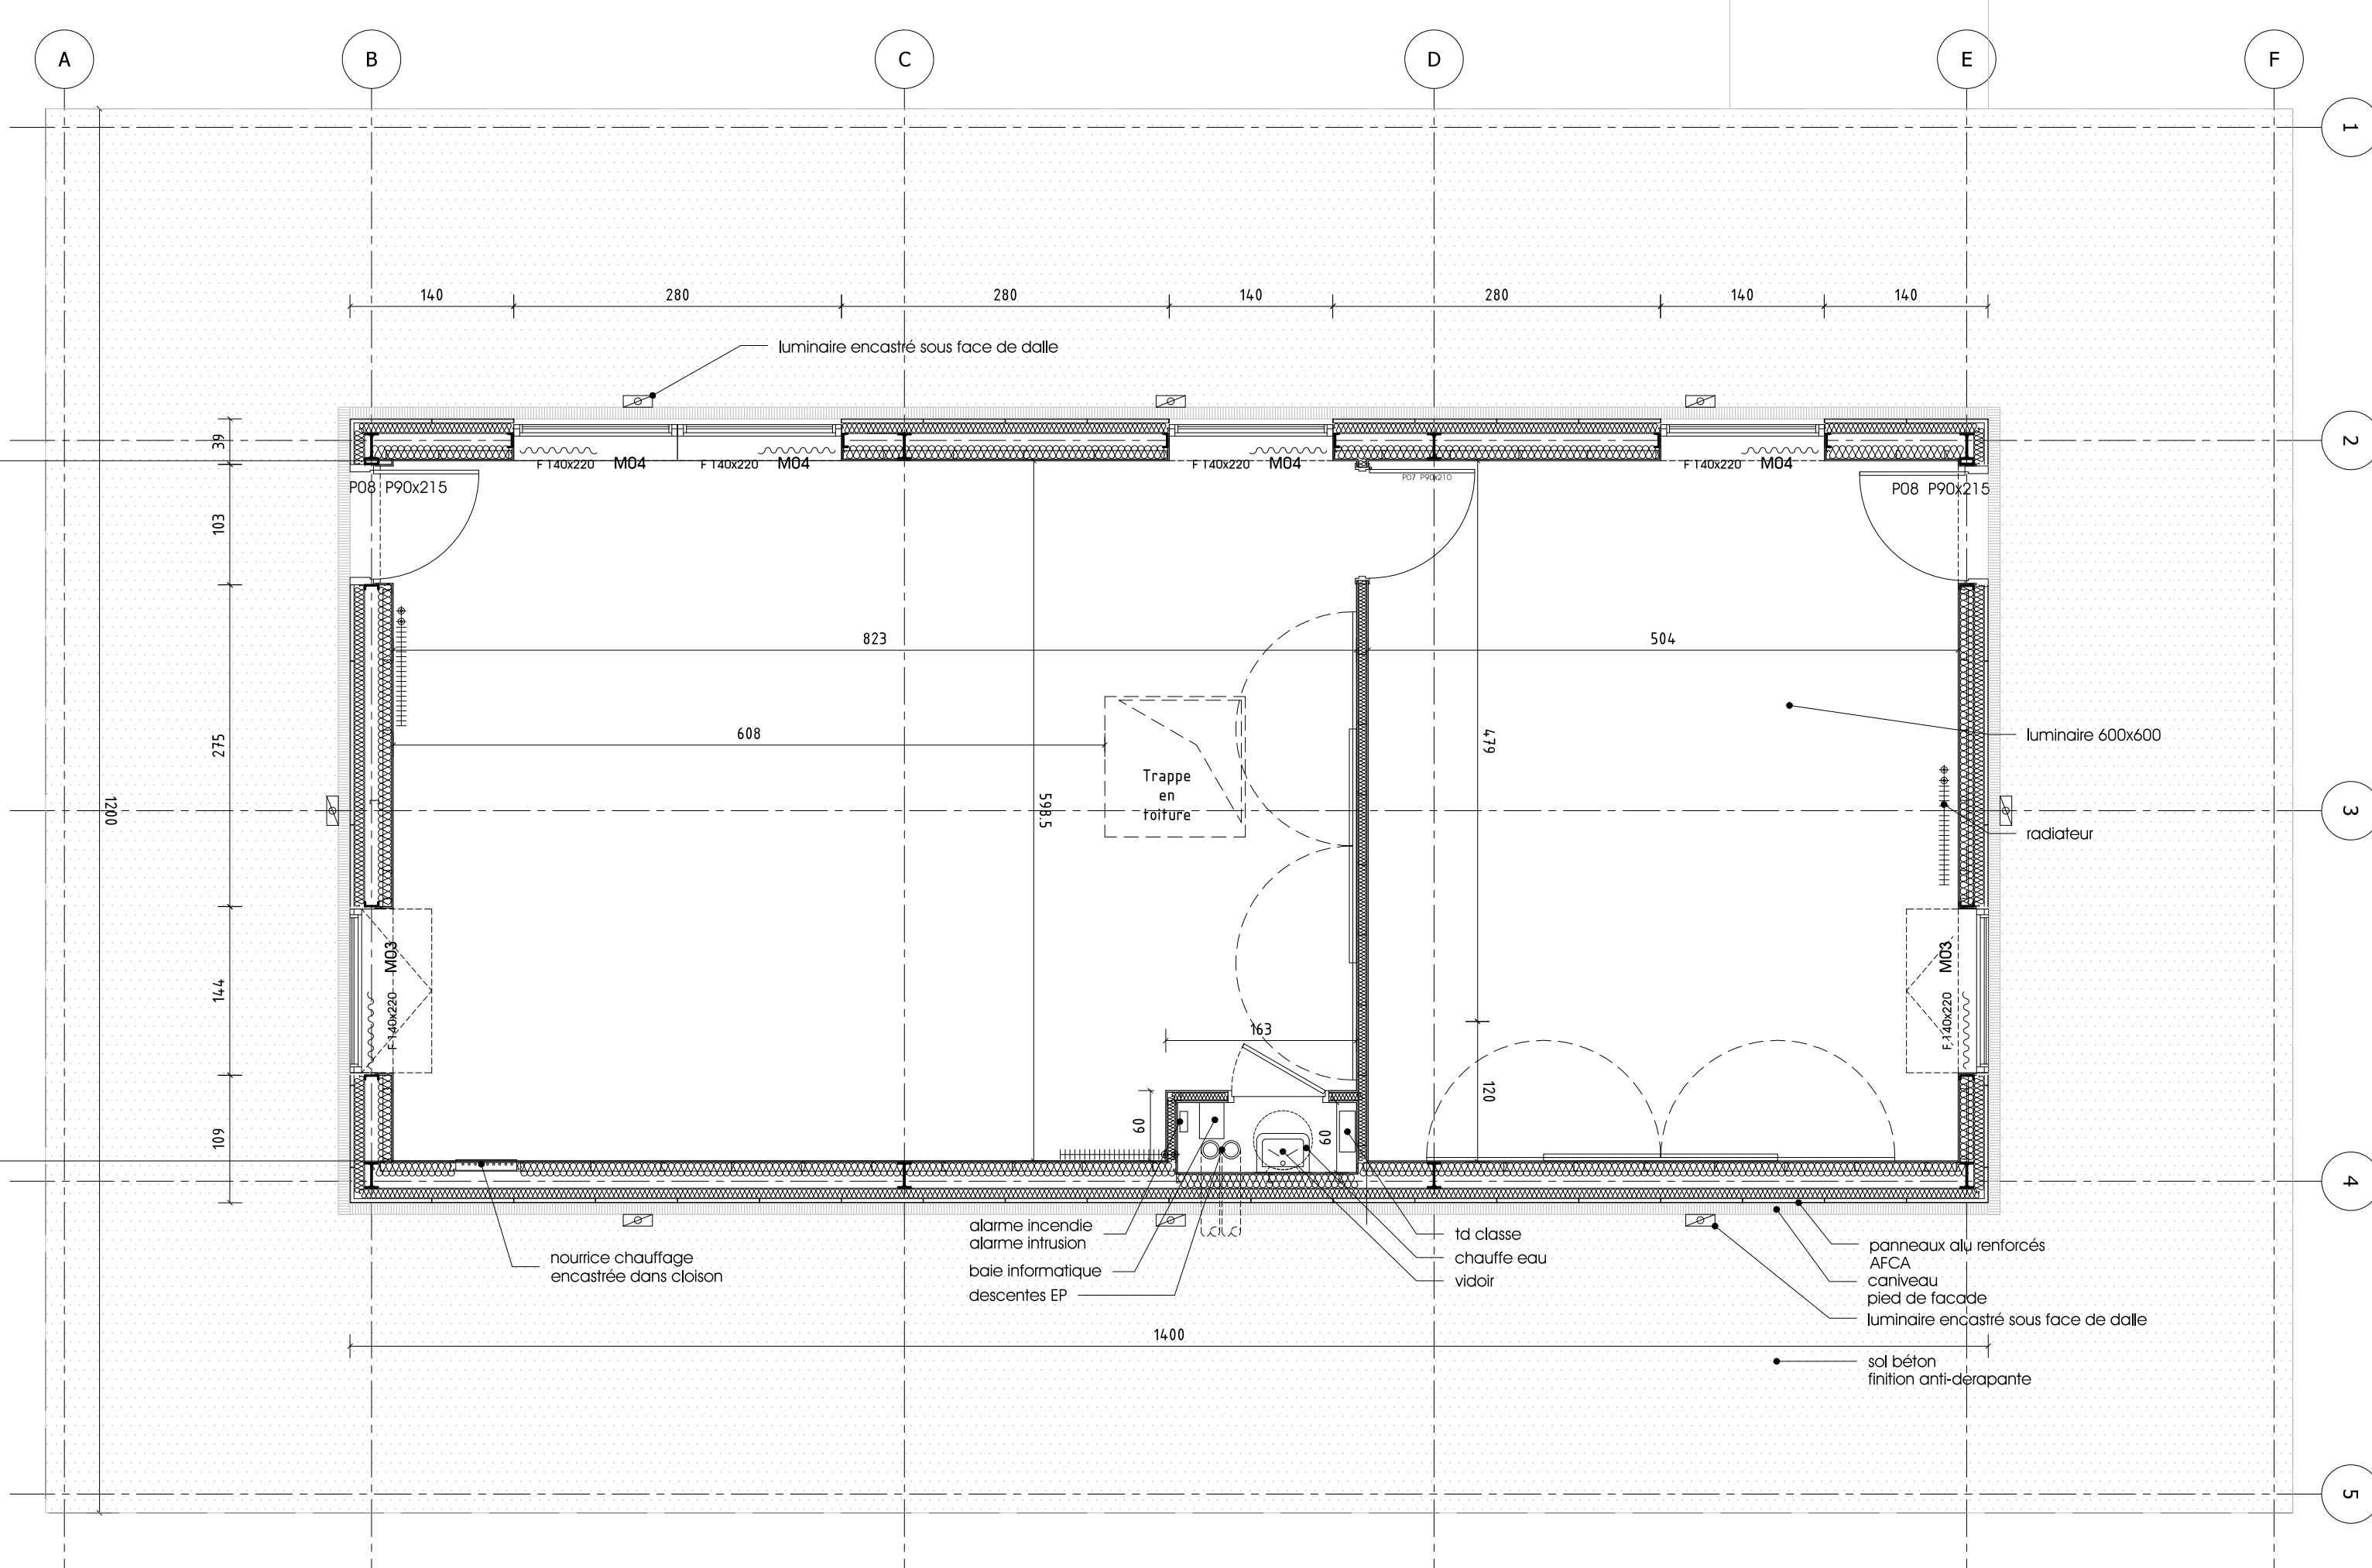 A
B
C
D
E
F
1
140
280
280
140
280
140
140
luminaire encastré sous face de dalle
39
2
F 140x220 M04
F 140x220 M04
F 140x220 M04
F 140x220 M04
P08 P90x215
P07 P90x210
P08 P90x215
103
823
504
275
608
479
luminaire 600x600
Trappe
en
toiture
1200
598.5
3
radiateur
M03
F 140x220
M03
F 140x220
144
163
120
109
60
60
4
alarme incendie
alarme intrusion
baie informatique
descentes EP
td classe
chauffe eau
vidoir
nourrice chauffage
encastrée dans cloison
panneaux alu renforcés
AFCA
caniveau
pied de facade
luminaire encastré sous face de dalle
1400
sol béton
finition anti-derapante
5